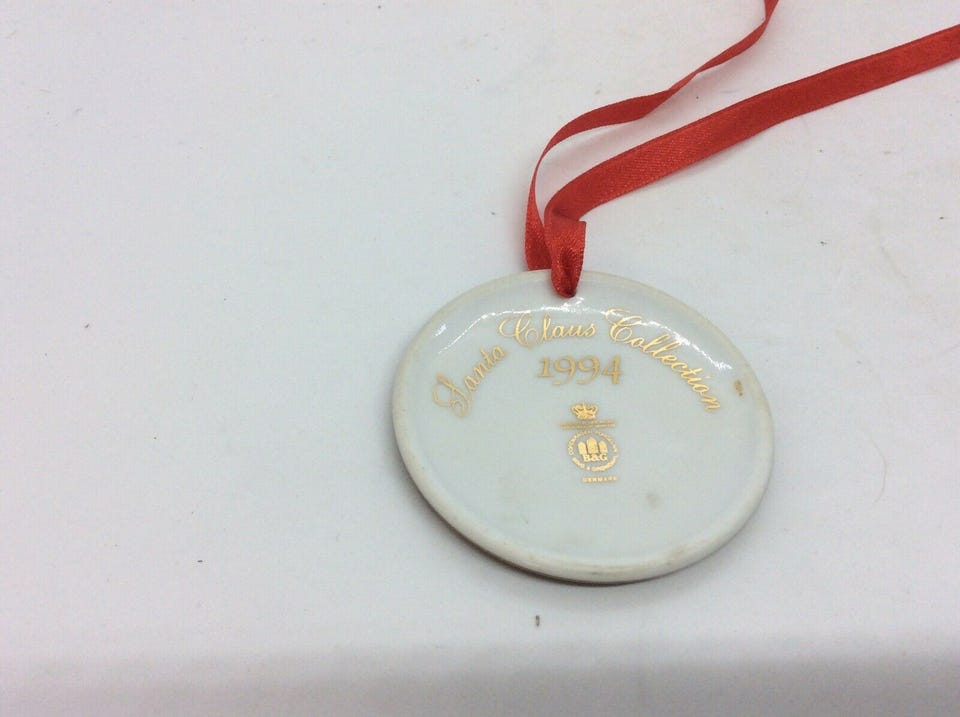 Santa Claus Collection
1994
B&G
DENMARK